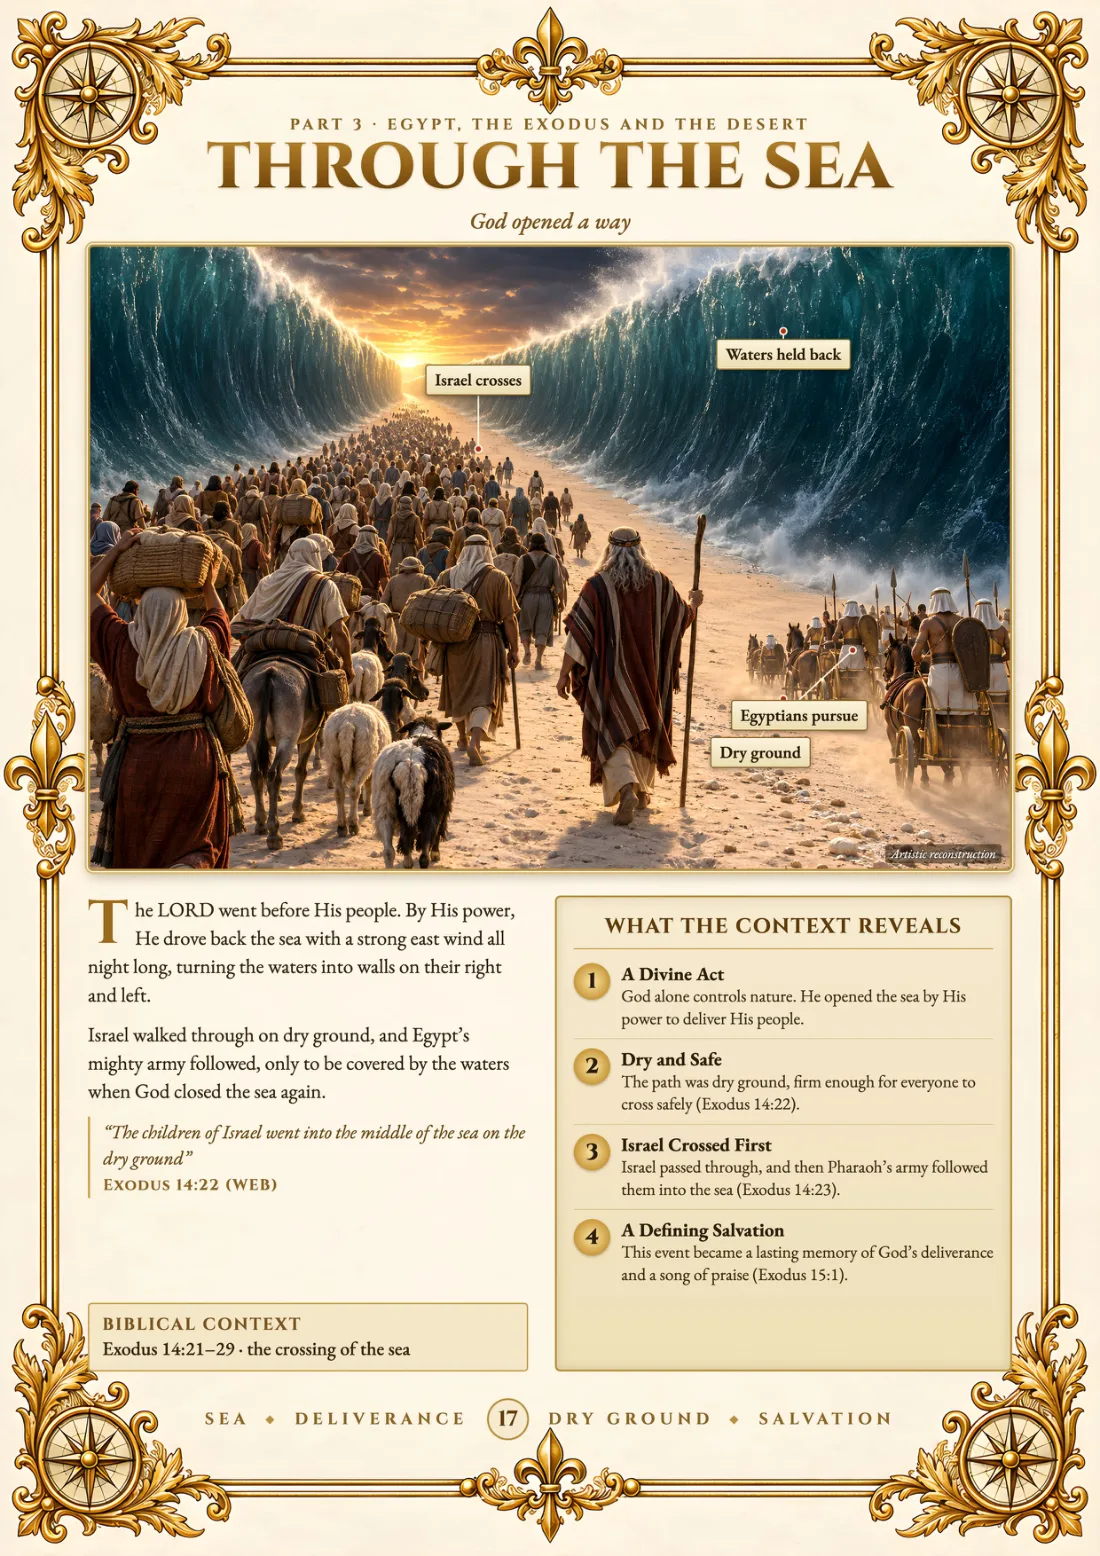 PART 3 · EGYPT, THE EXODUS AND THE DESERT
THROUGH THE SEA
God opened a way
Waters held back
Israel crosses
Egyptians pursue
Dry ground
Artistic reconstruction
The LORD went before His people. By His power,
He drove back the sea with a strong east wind all
night long, turning the waters into walls on their right
and left.
Israel walked through on dry ground, and Egypt’s
mighty army followed, only to be covered by the waters
when God closed the sea again.
“The children of Israel went into the middle of the sea on the
dry ground”
EXODUS 14:22 (WEB)
BIBLICAL CONTEXT
Exodus 14:21–29 · the crossing of the sea
WHAT THE CONTEXT REVEALS
1 A Divine Act
God alone controls nature. He opened the sea by His
power to deliver His people.
2 Dry and Safe
The path was dry ground, firm enough for everyone to
cross safely (Exodus 14:22).
3 Israel Crossed First
Israel passed through, and then Pharaoh’s army followed
them into the sea (Exodus 14:23).
4 A Defining Salvation
This event became a lasting memory of God’s deliverance
and a song of praise (Exodus 15:1).
SEA ◆ DELIVERANCE 17 DRY GROUND ◆ SALVATION